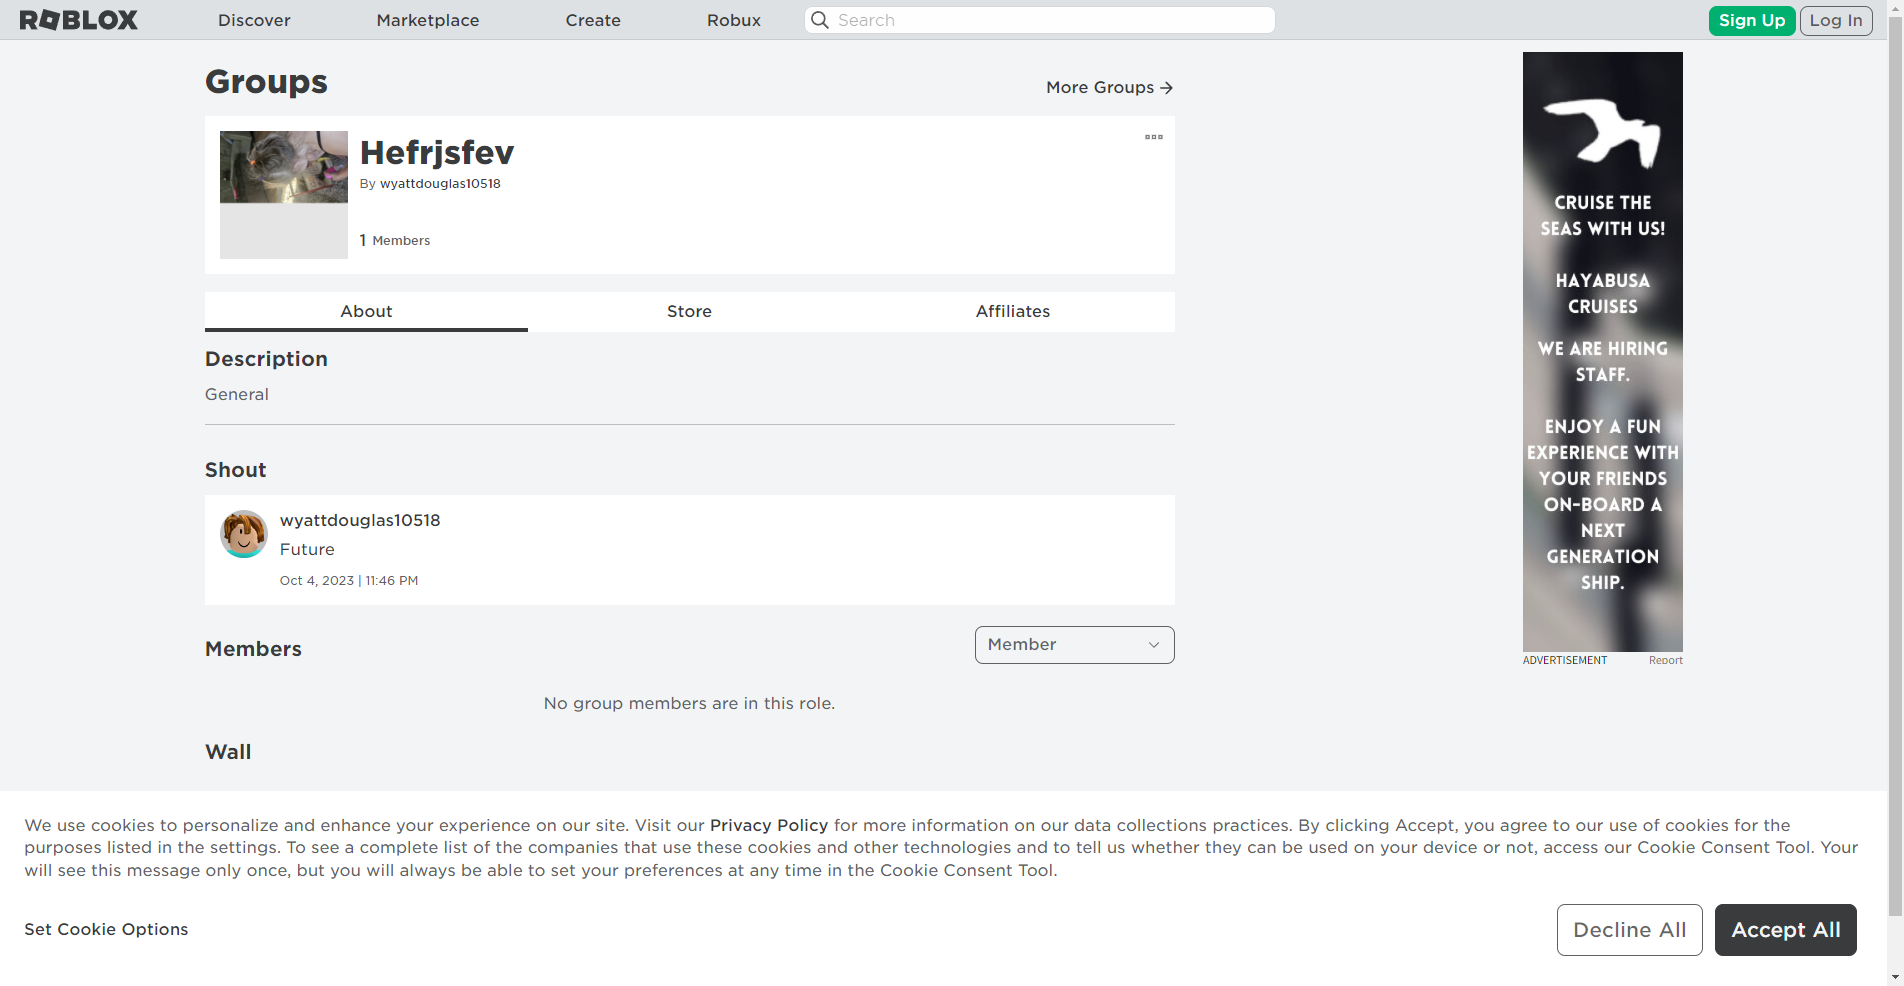 ROBLOX
Discover
Marketplace
Create
Robux
Search
Sign Up
Log In
Groups
More Groups →
Hefrjsfev
By wyattdouglas10518
1 Members
About
Store
Affiliates
Description
General
Shout
wyattdouglas10518
Future
Oct 4, 2023 | 11:46 PM
Members
Member
No group members are in this role.
Wall
CRUISE THE
SEAS WITH US!
HAYABUSA
CRUISES
WE ARE HIRING
STAFF.
ENJOY A FUN
EXPERIENCE WITH
YOUR FRIENDS
ON-BOARD A
NEXT
GENERATION
SHIP.
ADVERTISEMENT
Report
We use cookies to personalize and enhance your experience on our site. Visit our Privacy Policy for more information on our data collections practices. By clicking Accept, you agree to our use of cookies for the
purposes listed in the settings. To see a complete list of the companies that use these cookies and other technologies and to tell us whether they can be used on your device or not, access our Cookie Consent Tool. Your
will see this message only once, but you will always be able to set your preferences at any time in the Cookie Consent Tool.
Set Cookie Options
Decline All
Accept All